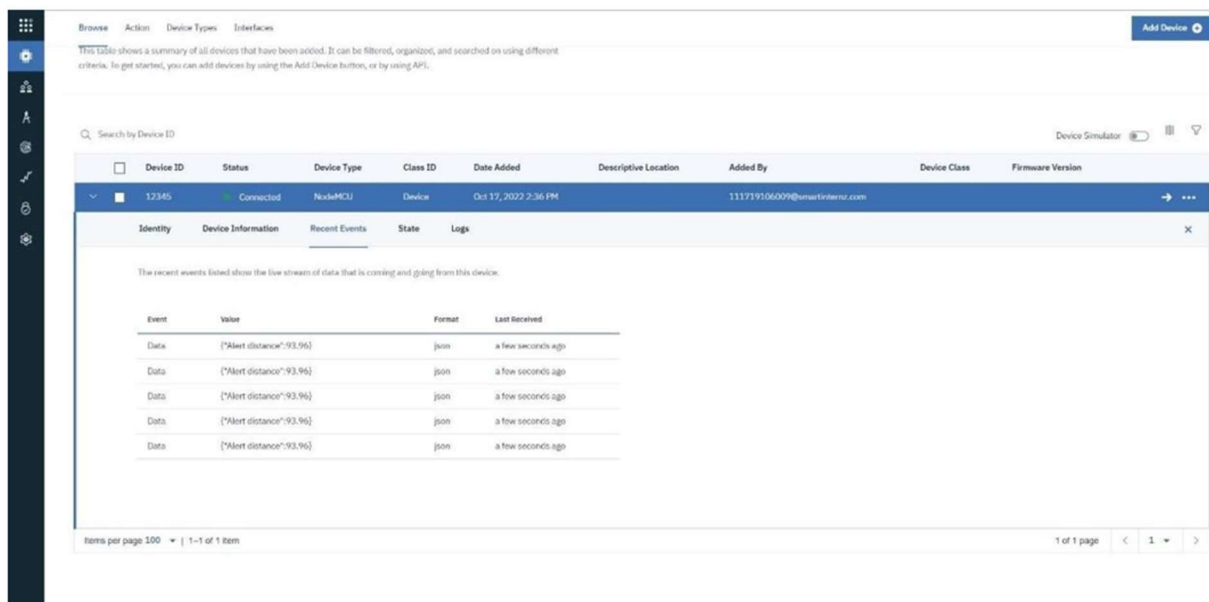 Browse Action Device Types Interfaces
Add Device
This table shows a summary of all devices that have been added. It can be filtered, organized, and searched on using different
criteria. To get started, you can add devices by using the Add Device button, or by using API.
Search by Device ID
Device Simulator
Device ID Status Device Type Class ID Date Added Descriptive Location Added By Device Class Firmware Version
12345 Connected NodeMCU Device Oct 17, 2022 2:36 PM 111719106009@smartinternz.com
Identity Device Information Recent Events State Logs
The recent events listed show the live stream of data that is coming and going from this device.
Event Value Format Last Received
Data {"Alert distance":93.96} json a few seconds ago
Data {"Alert distance":93.96} json a few seconds ago
Data {"Alert distance":93.96} json a few seconds ago
Data {"Alert distance":93.96} json a few seconds ago
Data {"Alert distance":93.96} json a few seconds ago
Items per page 100 | 1–1 of 1 item
1 of 1 page 1